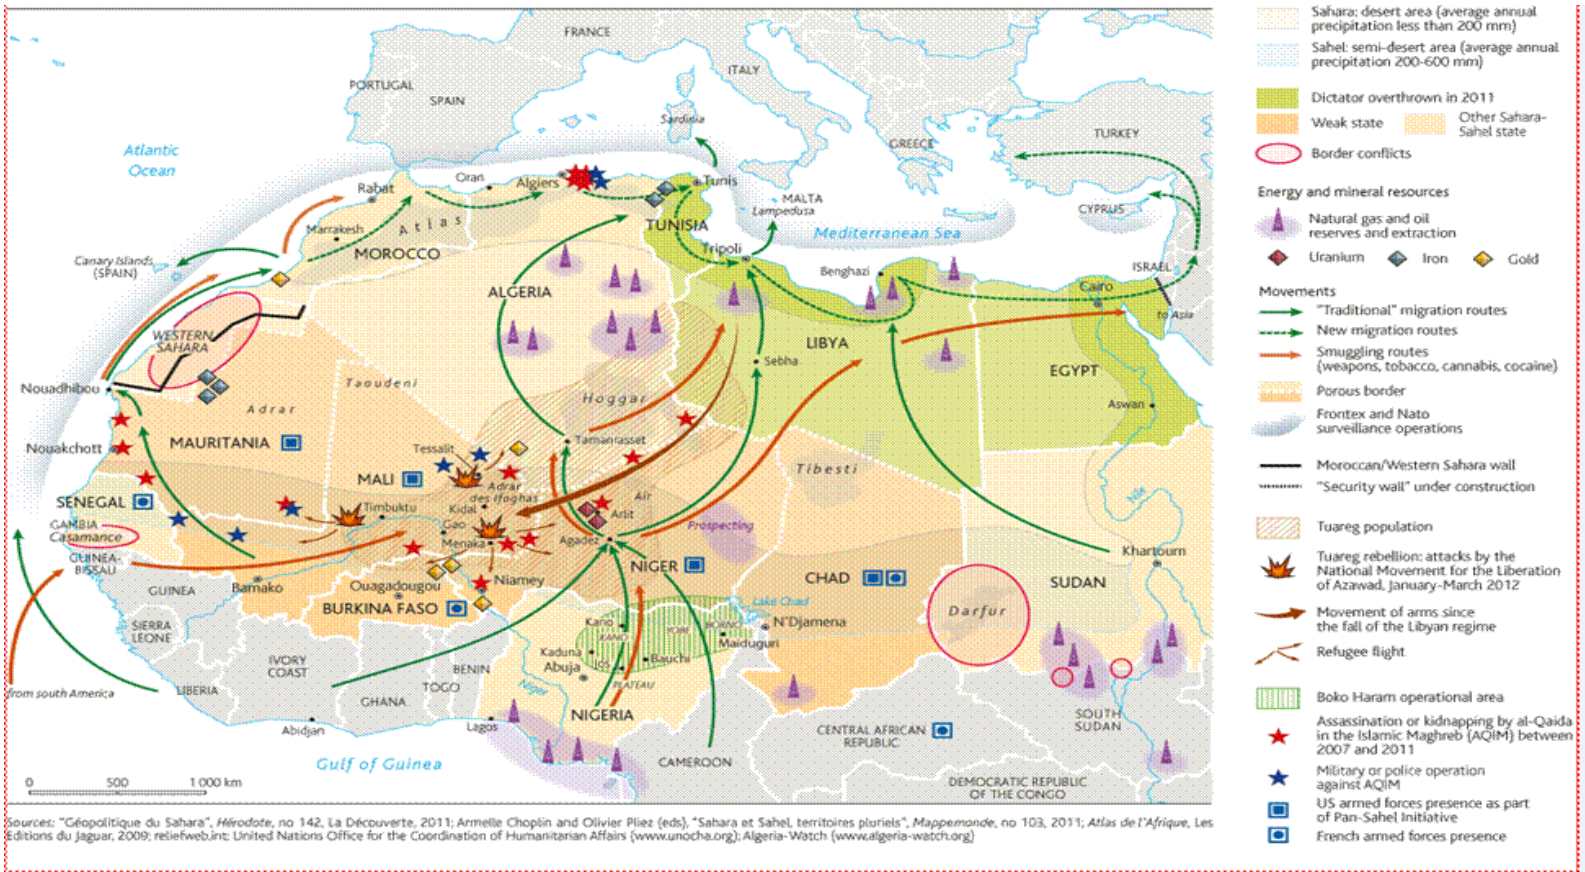 FRANCE
PORTUGAL
SPAIN
ITALY
Sardinia
GREECE
TURKEY
Atlantic
Ocean
Rabat
Oran
Algiers
Tunis
MALTA
Lampedusa
CYPRUS
Mediterranean Sea
Marrakesh
Atlas
TUNISIA
MOROCCO
Tripoli
Canary Islands
(SPAIN)
Benghazi
ISRAEL
Cairo
to Asia
ALGERIA
WESTERN
SAHARA
LIBYA
Sebha
EGYPT
Nouadhibou
Taoudeni
Hoggar
Adrar
Aswan
Nouakchott
MAURITANIA
Tessalit
Tamanrasset
Tibesti
MALI
Adrar
des Ifoghas
Aïr
Nile
SENEGAL
Timbuktu
Kidal
Arlit
GAMBIA
Casamance
Gao
Menaka
Agadez
Prospecting
GUINEA-
BISSAU
Khartoum
GUINEA
Bamako
Ouagadougou
Niamey
NIGER
CHAD
SUDAN
BURKINA FASO
Lake Chad
Darfur
SIERRA
LEONE
Kano
KANO
YOBE
BORNO
N'Djamena
Maiduguri
Kaduna
Abuja
JOS
Bauchi
PLATEAU
IVORY
COAST
BENIN
TOGO
GHANA
Niger
from south America
LIBERIA
NIGERIA
Abidjan
Lagos
SOUTH
SUDAN
CENTRAL AFRICAN
REPUBLIC
Gulf of Guinea
CAMEROON
DEMOCRATIC REPUBLIC
OF THE CONGO
0 500 1 000 km
Sahara: desert area (average annual
precipitation less than 200 mm)
Sahel: semi-desert area (average annual
precipitation 200-600 mm)
Dictator overthrown in 2011
Weak state
Other Sahara-
Sahel state
Border conflicts
Energy and mineral resources
Natural gas and oil
reserves and extraction
Uranium Iron Gold
Movements
"Traditional" migration routes
New migration routes
Smuggling routes
(weapons, tobacco, cannabis, cocaine)
Porous border
Frontex and Nato
surveillance operations
Moroccan/Western Sahara wall
"Security wall" under construction
Tuareg population
Tuareg rebellion: attacks by the
National Movement for the Liberation
of Azawad, January-March 2012
Movement of arms since
the fall of the Libyan regime
Refugee flight
Boko Haram operational area
Assassination or kidnapping by al-Qaida
in the Islamic Maghreb (AQIM) between
2007 and 2011
Military or police operation
against AQIM
US armed forces presence as part
of Pan-Sahel Initiative
French armed forces presence
Sources: "Géopolitique du Sahara", Hérodote, no 142, La Découverte, 2011; Armelle Choplin and Olivier Pliez (eds), "Sahara et Sahel, territoires pluriels", Mappemonde, no 103, 2011; Atlas de l'Afrique, Les
Editions du Jaguar, 2009; reliefweb.int; United Nations Office for the Coordination of Humanitarian Affairs (www.unocha.org); Algeria-Watch (www.algeria-watch.org)